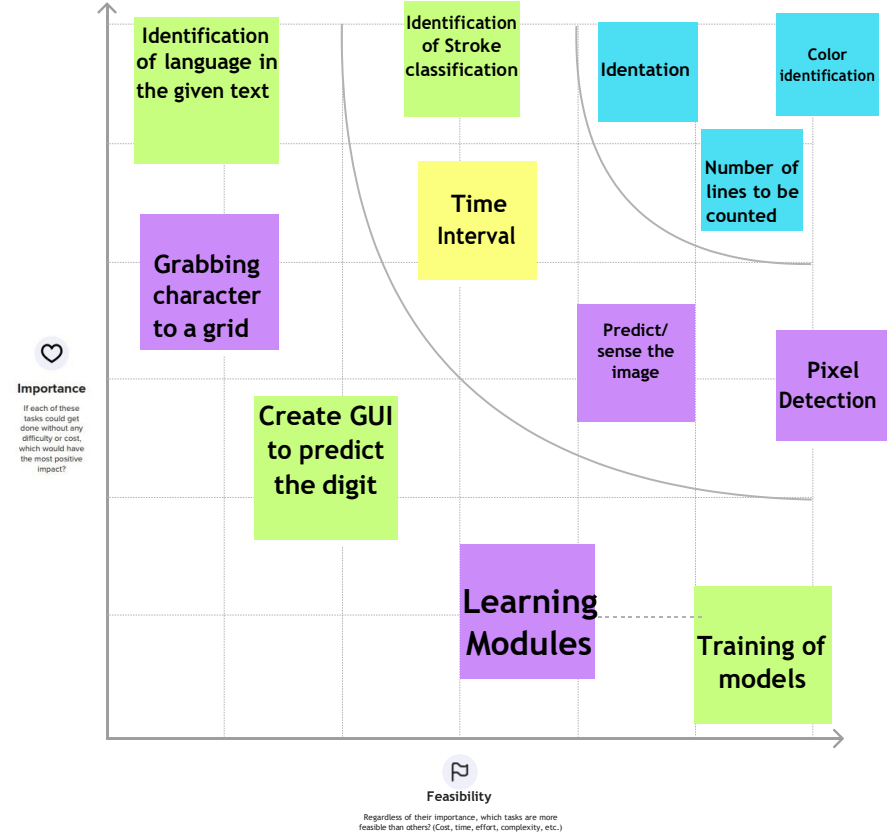 Identification
of language in
the given text
Identification
of Stroke
classification
Identation
Color
identification
Number of
lines to be
counted
Time
Interval
Grabbing
character
to a grid
Predict/
sense the
image
Pixel
Detection
Importance
If each of these
tasks could get
done without any
difficulty or cost,
which would have
the most positive
impact?
Create GUI
to predict
the digit
Learning
Modules
Training of
models
Feasibility
Regardless of their importance, which tasks are more
feasible than others? (Cost, time, effort, complexity, etc.)